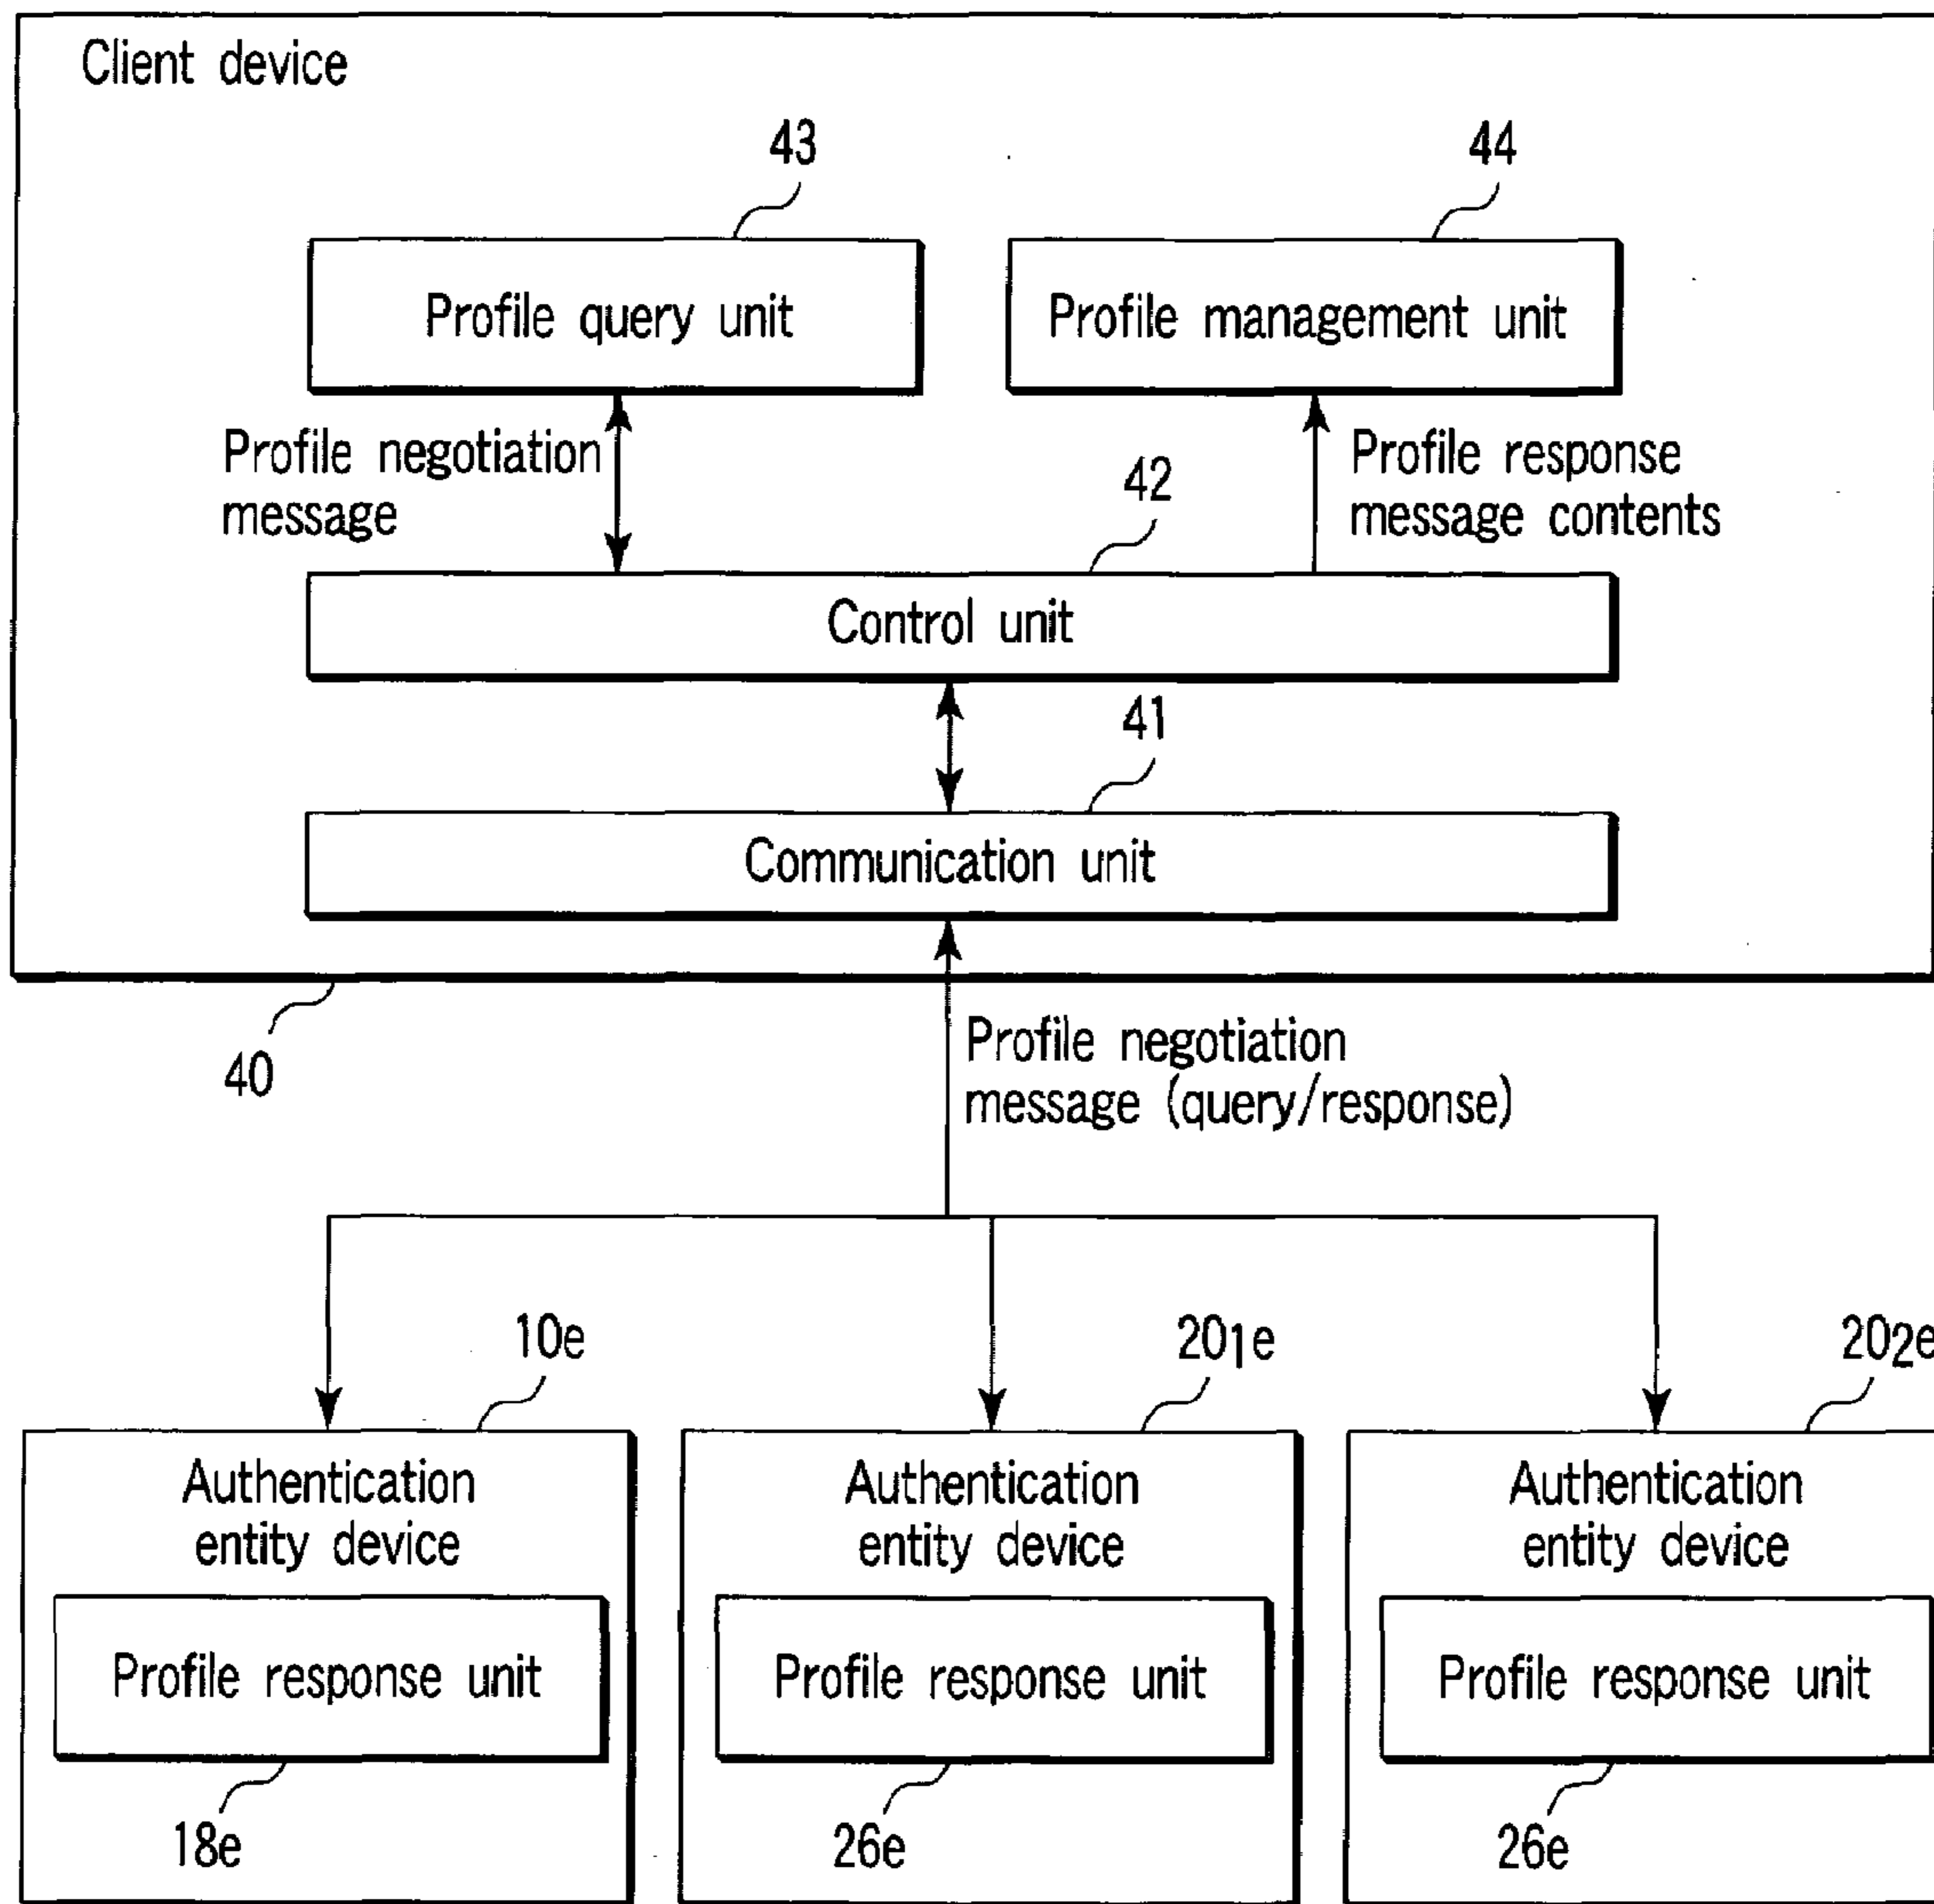 Client device
43
44
Profile query unit
Profile management unit
Profile negotiation
message
42
Profile response
message contents
Control unit
41
Communication unit
40
Profile negotiation
message (query/response)
10e
201e
202e
Authentication
entity device
Authentication
entity device
Authentication
entity device
Profile response unit
Profile response unit
Profile response unit
18e
26e
26e